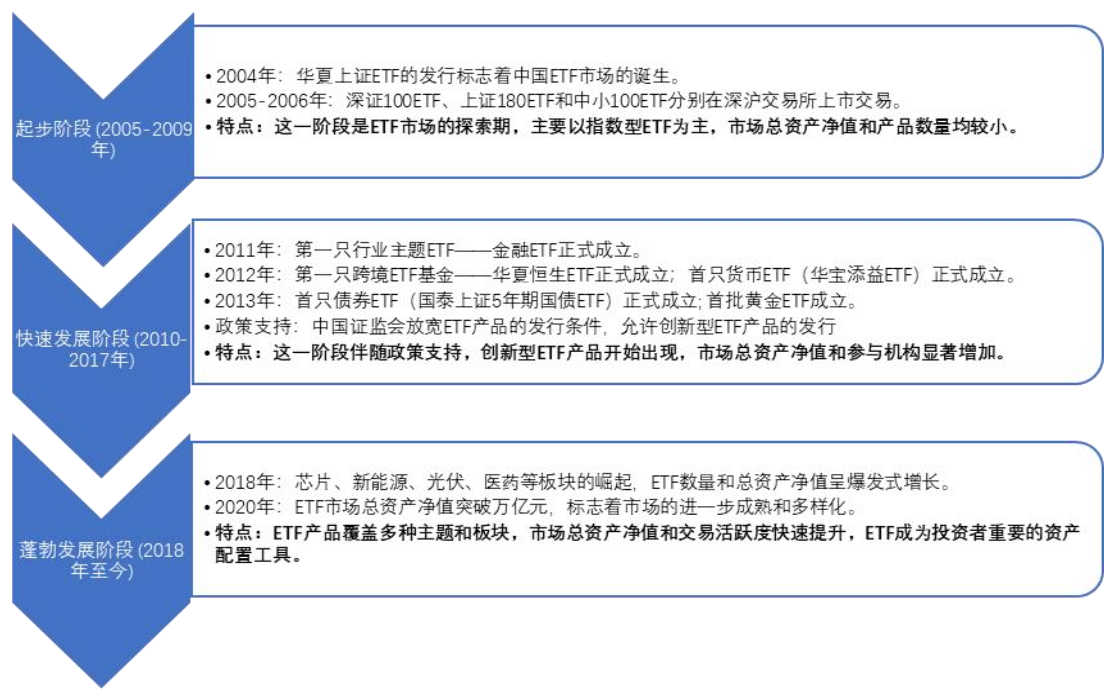 起步阶段 (2005-2009
年)
•2004年：华夏上证ETF的发行标志着中国ETF市场的诞生。
•2005-2006年：深证100ETF、上证180ETF和中小100ETF分别在深沪交易所上市交易。
•特点：这一阶段是ETF市场的探索期，主要以指数型ETF为主，市场总资产净值和产品数量均较小。
快速发展阶段 (2010-
2017年)
•2011年：第一只行业主题ETF——金融ETF正式成立。
•2012年：第一只跨境ETF基金——华夏恒生ETF正式成立；首只货币ETF（华宝添益ETF）正式成立。
•2013年：首只债券ETF（国泰上证5年期国债ETF）正式成立; 首批黄金ETF成立。
•政策支持：中国证监会放宽ETF产品的发行条件，允许创新型ETF产品的发行
•特点：这一阶段伴随政策支持，创新型ETF产品开始出现，市场总资产净值和参与机构显著增加。
蓬勃发展阶段 (2018
年至今)
•2018年：芯片、新能源、光伏、医药等板块的崛起，ETF数量和总资产净值呈爆发式增长。
•2020年：ETF市场总资产净值突破万亿元，标志着市场的进一步成熟和多样化。
•特点：ETF产品覆盖多种主题和板块，市场总资产净值和交易活跃度快速提升，ETF成为投资者重要的资产
配置工具。